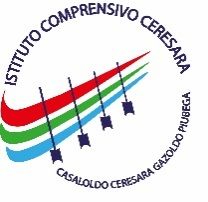 ISTITUTO COMPRENSIVO CERESARA
CASALOLDO CERESARA GAZOLDO PIUBEGA